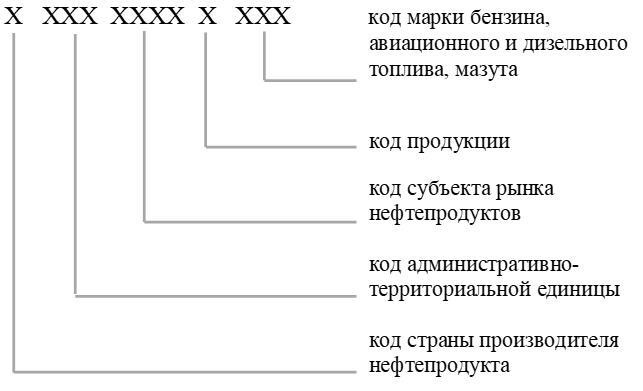 X XXX XXXX X XXX
код марки бензина,
авиационного и дизельного
топлива, мазута
код продукции
код субъекта рынка
нефтепродуктов
код административно-
территориальной единицы
код страны производителя
нефтепродукта